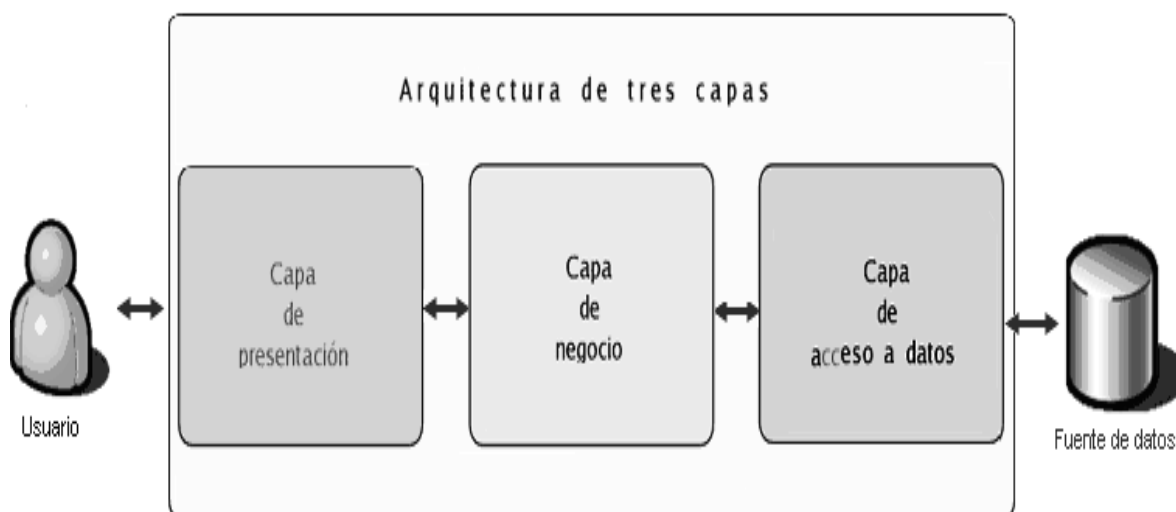 Arquitectura de tres capas
Capa
de
presentación
Capa
de
negocio
Capa
de
acceso a datos
Usuario
Fuente de datos